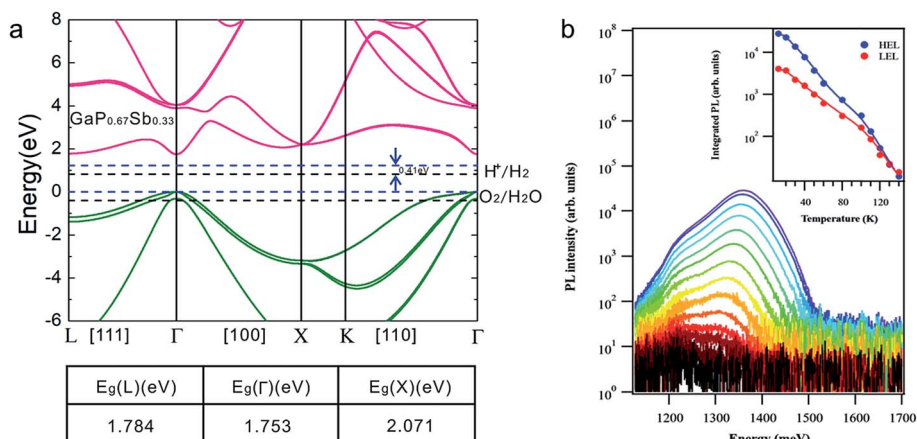 a
8
6
4
2
0
-2
-4
-6
Energy(eV)
GaP0.67Sb0.33
0.41eV
H+/H2
O2/H2O
L [111] Γ [100] X K [110] Γ
Eg(L)(eV) Eg(Γ)(eV) Eg(X)(eV)
1.784 1.753 2.071
b
10^8
10^7
10^6
10^5
10^4
10^3
10^2
10^1
10^0
PL intensity (arb. units)
1200 1300 1400 1500 1600 1700
Energy (meV)
HEL
LEL
10^4
10^3
10^2
Integrated PL (arb. units)
40 80 120
Temperature (K)